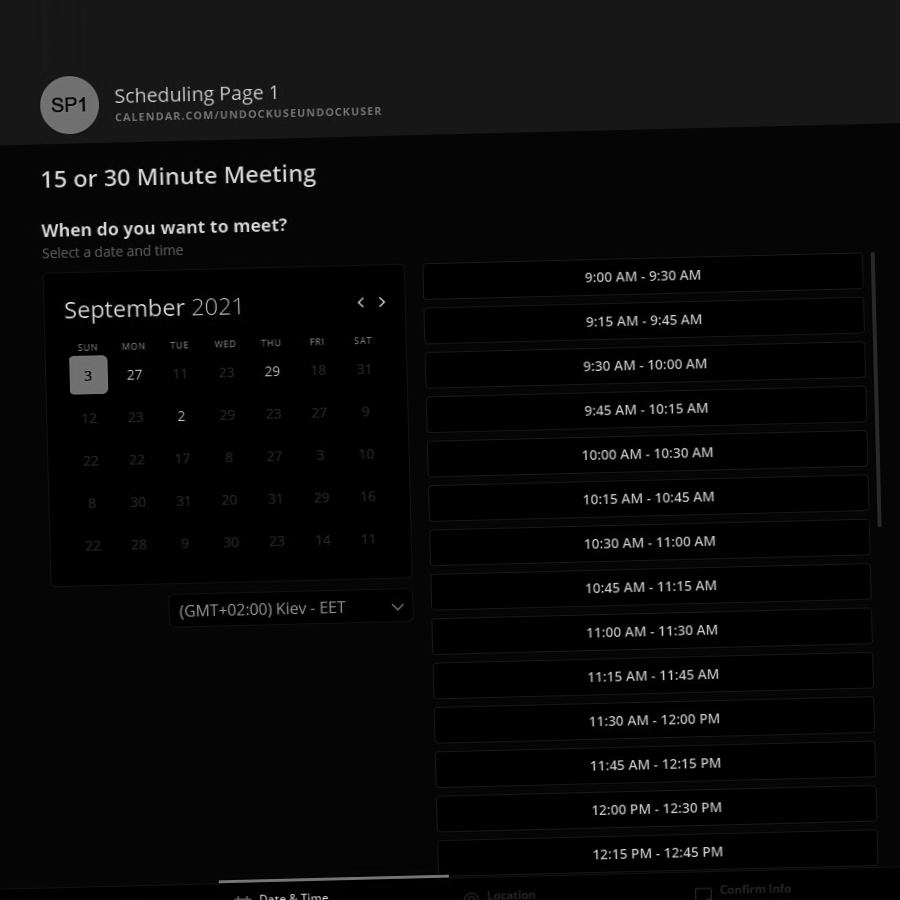 SP1
Scheduling Page 1
CALENDAR.COM/UNDOCKUSEUNDOCKUSER
15 or 30 Minute Meeting
When do you want to meet?
Select a date and time
September 2021
SUN MON TUE WED THU FRI SAT
3 27 11 23 29 18 31
12 23 2 29 23 27 9
22 22 17 8 27 3 10
8 30 31 20 31 29 16
22 28 9 30 23 14 11
(GMT+02:00) Kiev - EET
9:00 AM - 9:30 AM
9:15 AM - 9:45 AM
9:30 AM - 10:00 AM
9:45 AM - 10:15 AM
10:00 AM - 10:30 AM
10:15 AM - 10:45 AM
10:30 AM - 11:00 AM
10:45 AM - 11:15 AM
11:00 AM - 11:30 AM
11:15 AM - 11:45 AM
11:30 AM - 12:00 PM
11:45 AM - 12:15 PM
12:00 PM - 12:30 PM
12:15 PM - 12:45 PM
Date & Time
Location
Confirm Info